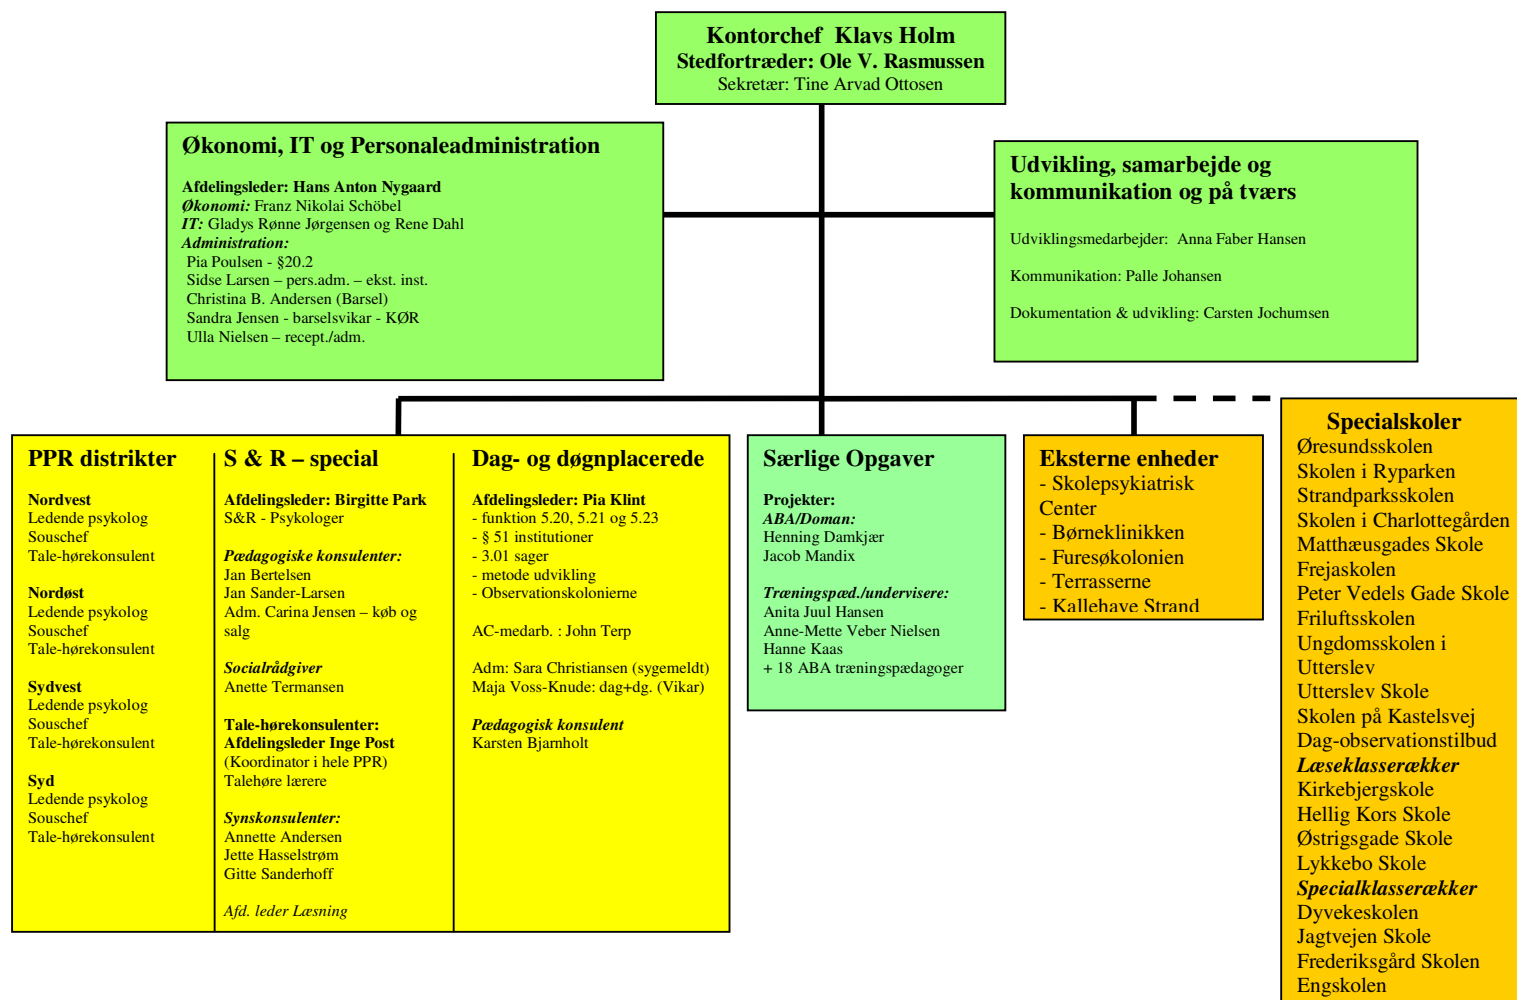 Kontorchef  Klavs Holm
Stedfortræder: Ole V. Rasmussen
Sekretær: Tine Arvad Ottosen
Økonomi, IT og Personaleadministration
Afdelingsleder: Hans Anton Nygaard
Økonomi: Franz Nikolai Schöbel
IT: Gladys Rønne Jørgensen og Rene Dahl
Administration:
Pia Poulsen - §20.2
Sidse Larsen – pers.adm. – ekst. inst.
Christina B. Andersen (Barsel)
Sandra Jensen - barselsvikar - KØR
Ulla Nielsen – recept./adm.
Udvikling, samarbejde og
kommunikation og på tværs
Udviklingsmedarbejder:  Anna Faber Hansen
Kommunikation: Palle Johansen
Dokumentation & udvikling: Carsten Jochumsen
PPR distrikter
Nordvest
Ledende psykolog
Souschef
Tale-hørekonsulent
Nordøst
Ledende psykolog
Souschef
Tale-hørekonsulent
Sydvest
Ledende psykolog
Souschef
Tale-hørekonsulent
Syd
Ledende psykolog
Souschef
Tale-hørekonsulent
S & R – special
Afdelingsleder: Birgitte Park
S&R - Psykologer
Pædagogiske konsulenter:
Jan Bertelsen
Jan Sander-Larsen
Adm. Carina Jensen – køb og
salg
Socialrådgiver
Anette Termansen
Tale-hørekonsulenter:
Afdelingsleder Inge Post
(Koordinator i hele PPR)
Talehøre lærere
Synskonsulenter:
Annette Andersen
Jette Hasselstrøm
Gitte Sanderhoff
Afd. leder Læsning
Dag- og døgnplacerede
Afdelingsleder: Pia Klint
- funktion 5.20, 5.21 og 5.23
- § 51 institutioner
- 3.01 sager
- metode udvikling
- Observationskolonierne
AC-medarb. : John Terp
Adm: Sara Christiansen (sygemeldt)
Maja Voss-Knude: dag+dg. (Vikar)
Pædagogisk konsulent
Karsten Bjarnholt
Særlige Opgaver
Projekter:
ABA/Doman:
Henning Damkjær
Jacob Mandix
Træningspæd./undervisere:
Anita Juul Hansen
Anne-Mette Veber Nielsen
Hanne Kaas
+ 18 ABA træningspædagoger
Eksterne enheder
- Skolepsykiatrisk
Center
- Børneklinikken
- Furesøkolonien
- Terrasserne
- Kallehave Strand
Specialskoler
Øresundsskolen
Skolen i Ryparken
Strandparksskolen
Skolen i Charlottegården
Matthæusgades Skole
Frejaskolen
Peter Vedels Gade Skole
Friluftsskolen
Ungdomsskolen i
Utterslev
Utterslev Skole
Skolen på Kastelsvej
Dag-observationstilbud
Læseklasserækker
Kirkebjergskole
Hellig Kors Skole
Østrigsgade Skole
Lykkebo Skole
Specialklasserækker
Dyvekeskolen
Jagtvejen Skole
Frederiksgård Skolen
Engskolen